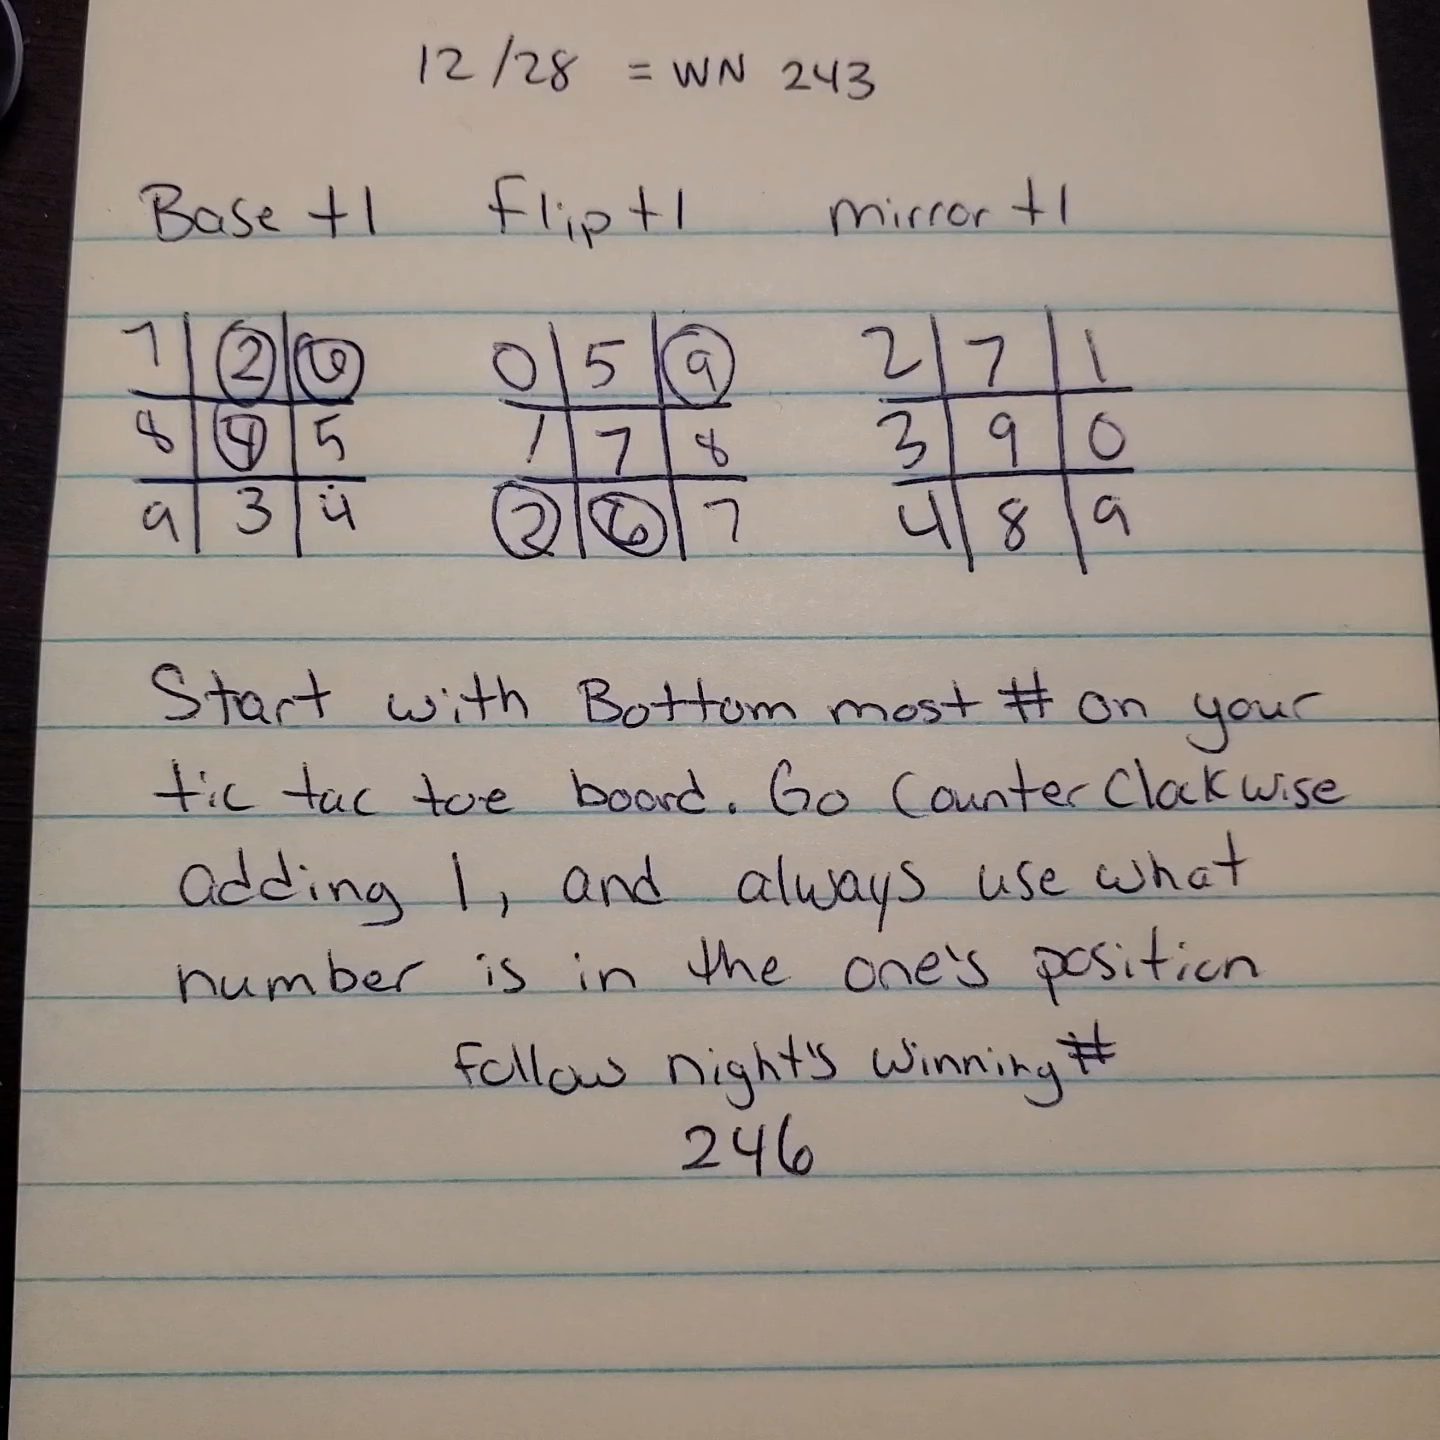 12/28 = WN 243
Base +1 flip +1 mirror +1
7 2 6 0 5 9 2 7 1
8 4 5 1 7 8 3 9 0
9 3 4 2 6 7 4 8 9
Start with Bottom most # on your
tic tac toe board. Go Counter Clockwise
adding 1, and always use what
number is in the one's position
follow night's winning #
246